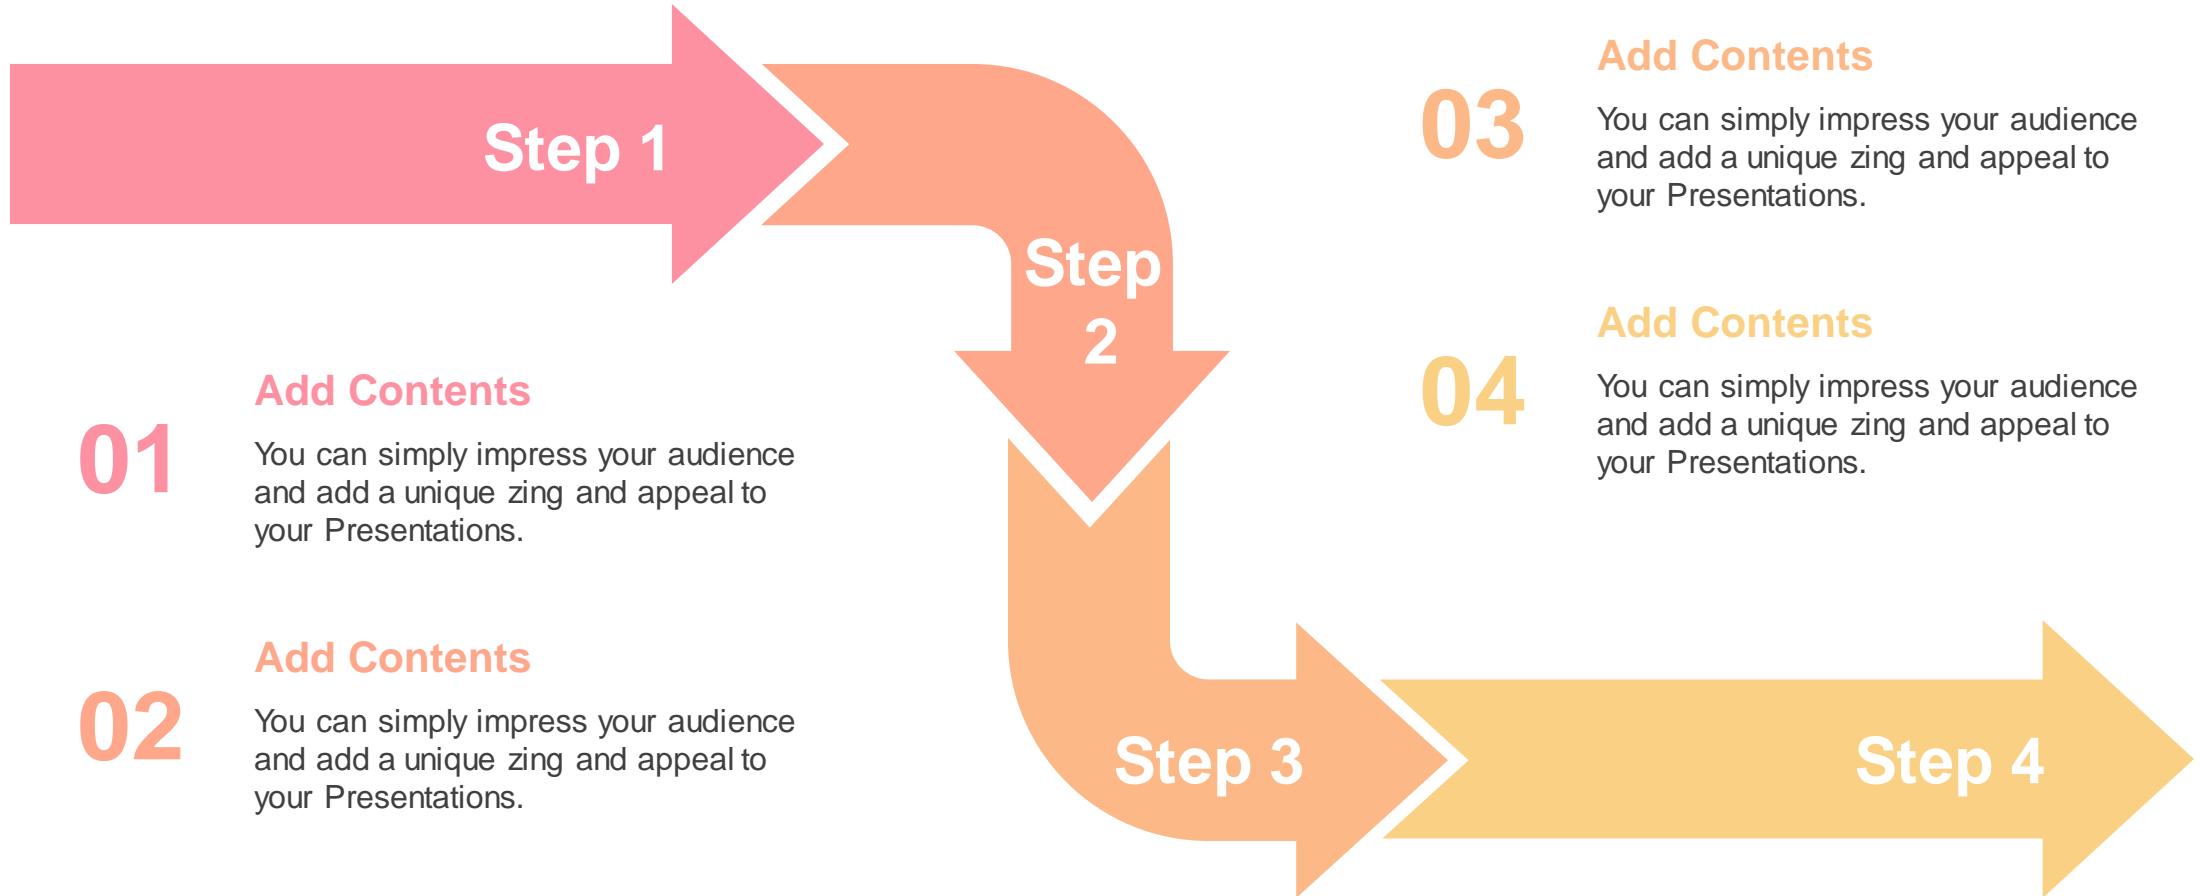 Step 1
Step
2
Step 3
Step 4
01
Add Contents
You can simply impress your audience
and add a unique zing and appeal to
your Presentations.
02
Add Contents
You can simply impress your audience
and add a unique zing and appeal to
your Presentations.
03
Add Contents
You can simply impress your audience
and add a unique zing and appeal to
your Presentations.
04
Add Contents
You can simply impress your audience
and add a unique zing and appeal to
your Presentations.